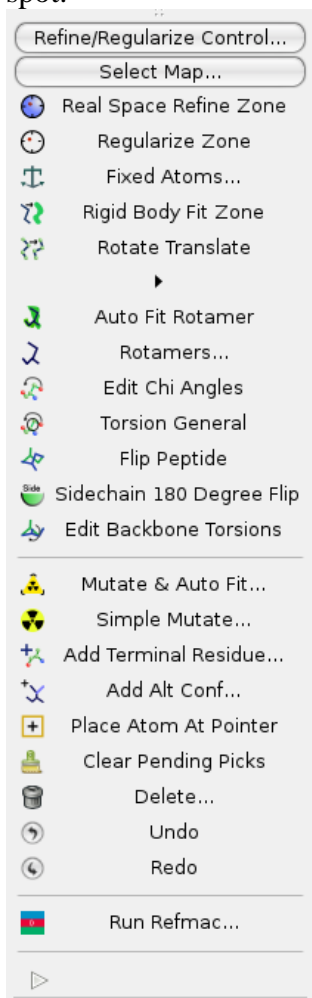 spot.
Refine/Regularize Control...
Select Map...
Real Space Refine Zone
Regularize Zone
Fixed Atoms...
Rigid Body Fit Zone
Rotate Translate
Auto Fit Rotamer
Rotamers...
Edit Chi Angles
Torsion General
Flip Peptide
Side
Sidechain 180 Degree Flip
Edit Backbone Torsions
Mutate & Auto Fit...
Simple Mutate...
Add Terminal Residue...
Add Alt Conf...
Place Atom At Pointer
Clear Pending Picks
Delete...
Undo
Redo
Run Refmac...